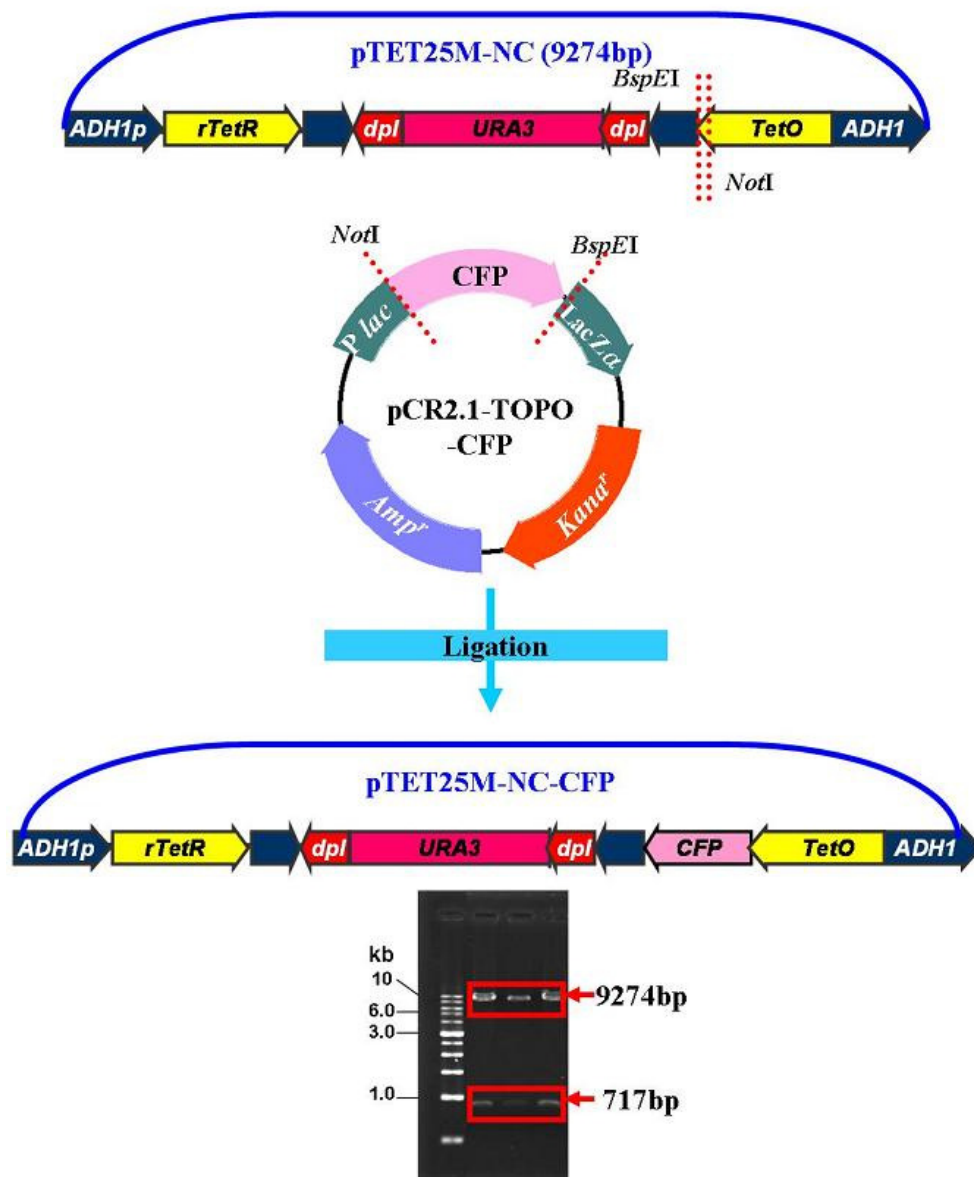 pTET25M-NC (9274bp)
BspEI
ADH1p rTetR dpl URA3 dpl TetO ADH1
NotI
NotI BspEI
CFP
P lac LacZα
pCR2.1-TOPO
-CFP
Ampʳ Kanaʳ
Ligation
pTET25M-NC-CFP
ADH1p rTetR dpl URA3 dpl CFP TetO ADH1
kb
10
9274bp
6.0
3.0
1.0
717bp